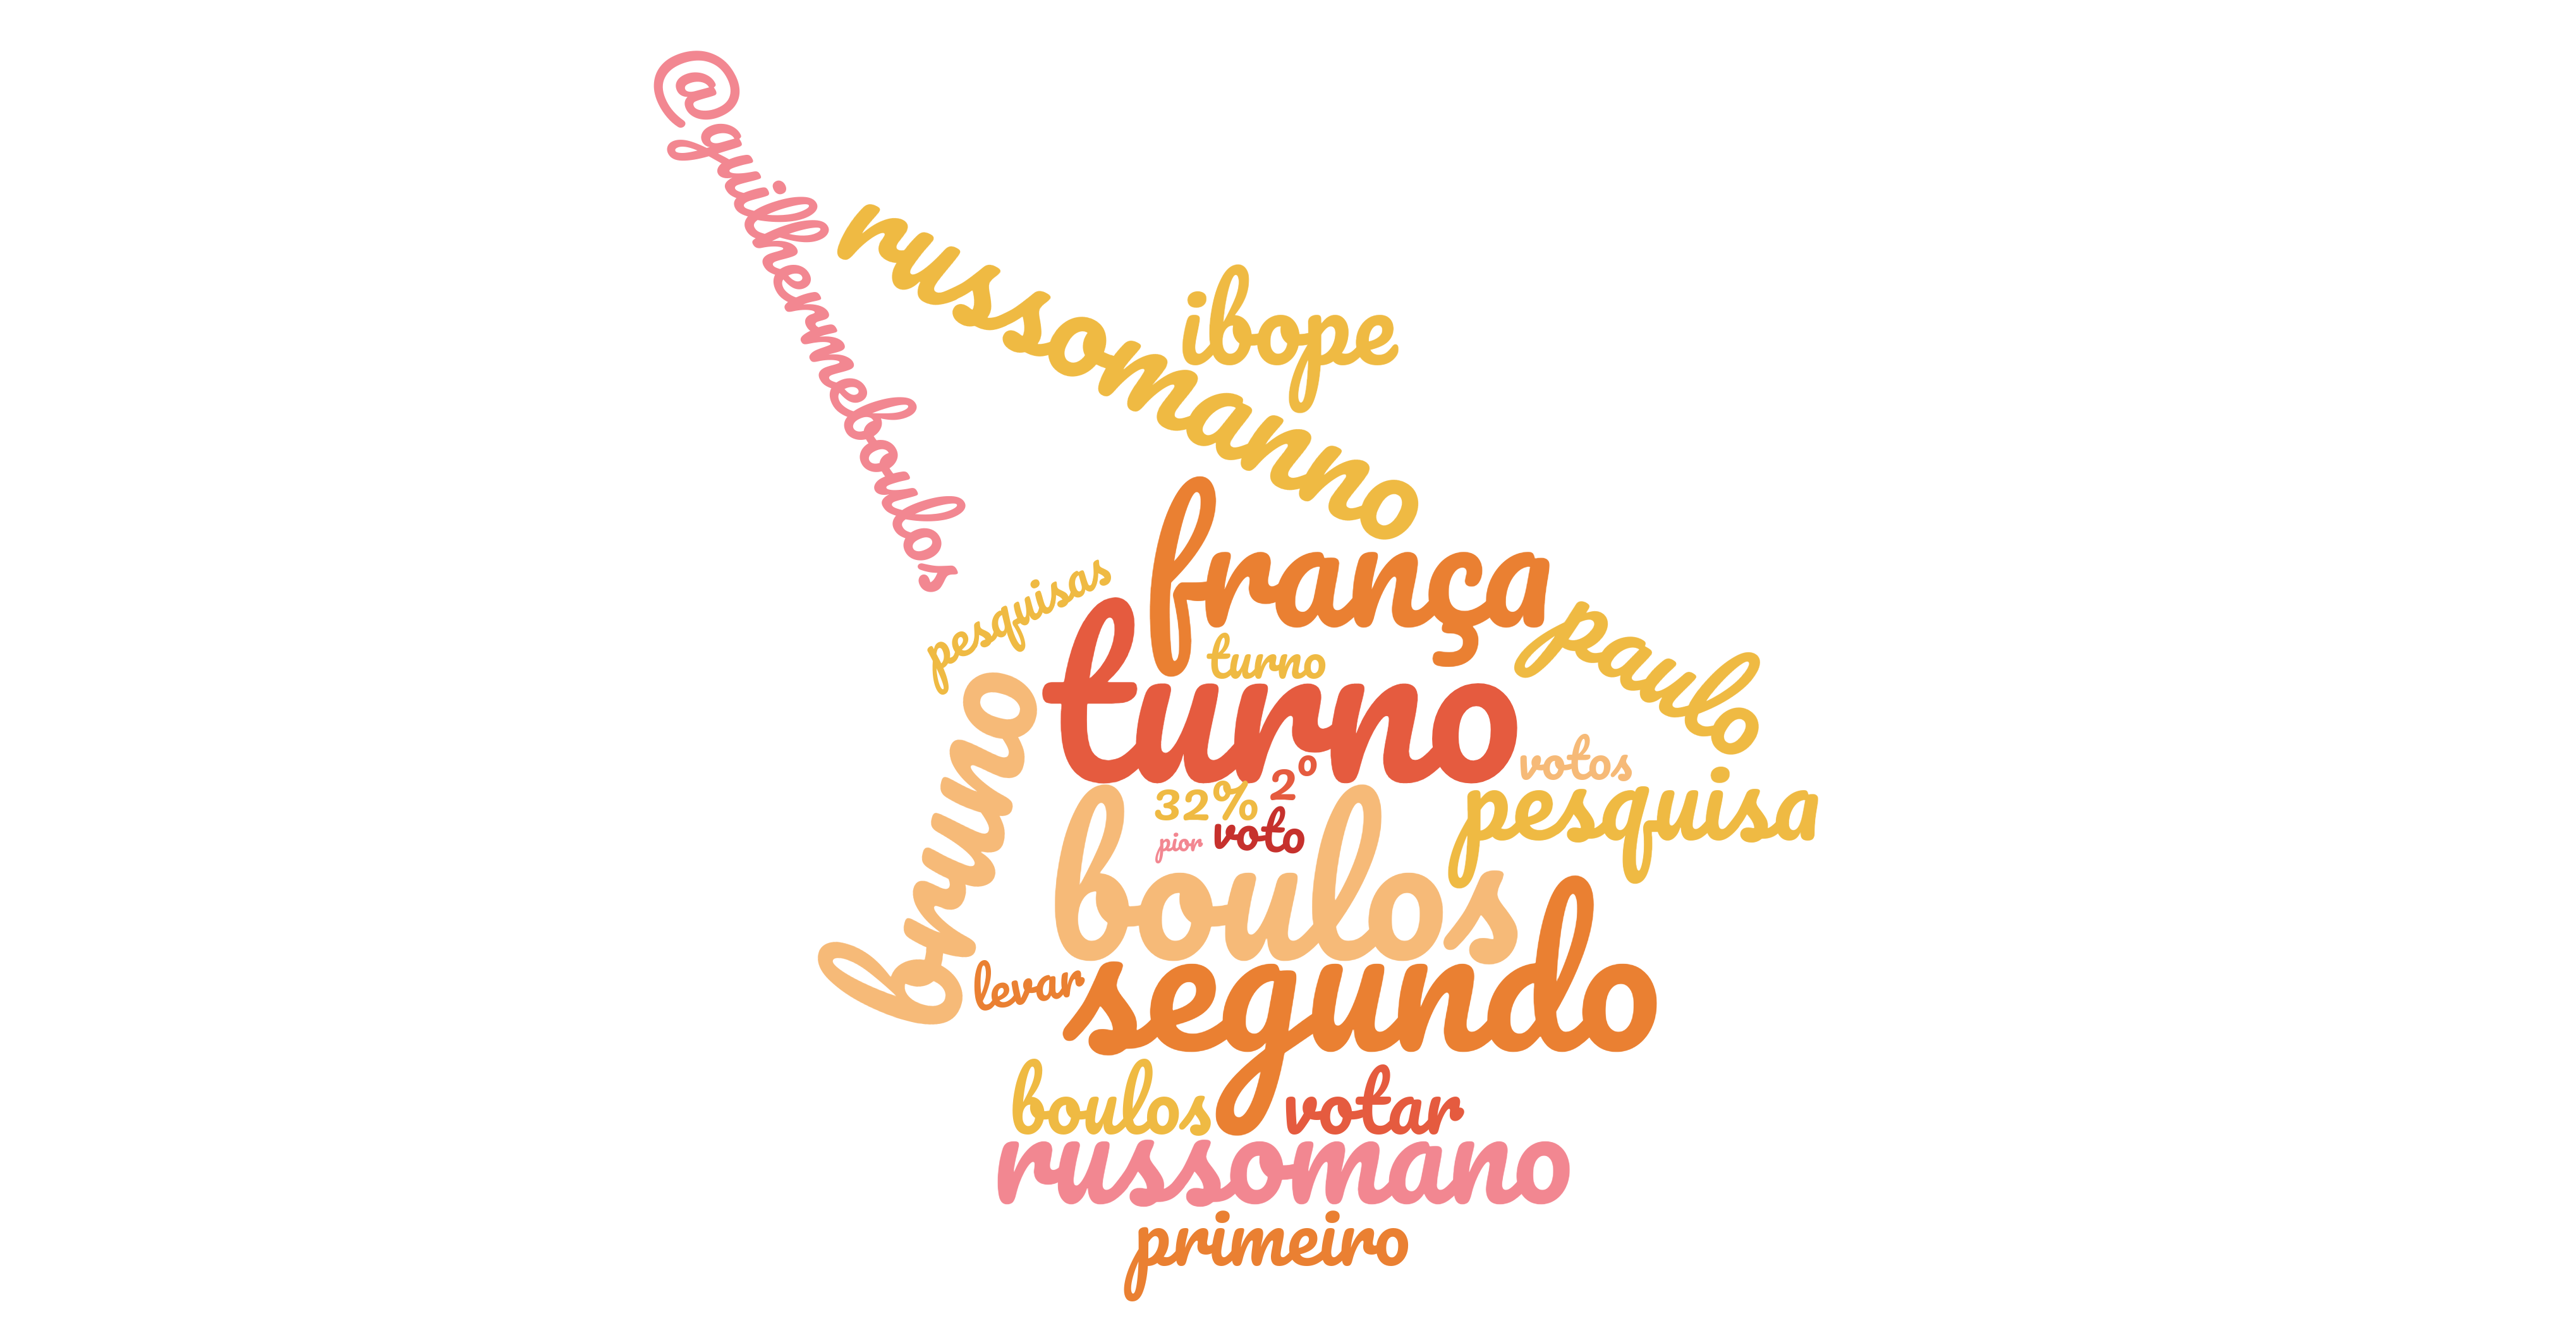 @guilhermeboulos
russomanno
ibope
frança
pesquisas
paulo
turno
turno
bruno
votos
2º
32%
pesquisa
pior
voto
boulos
levar
segundo
boulos
votar
russomano
primeiro